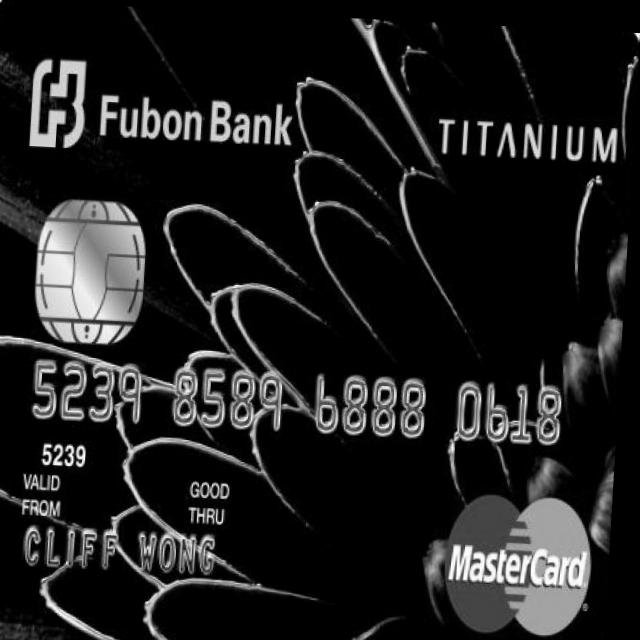 Fubon Bank
TITANIUM
5239 8589 6888 0618
5239
VALID FROM
GOOD THRU
CLIFF WONG
MasterCard